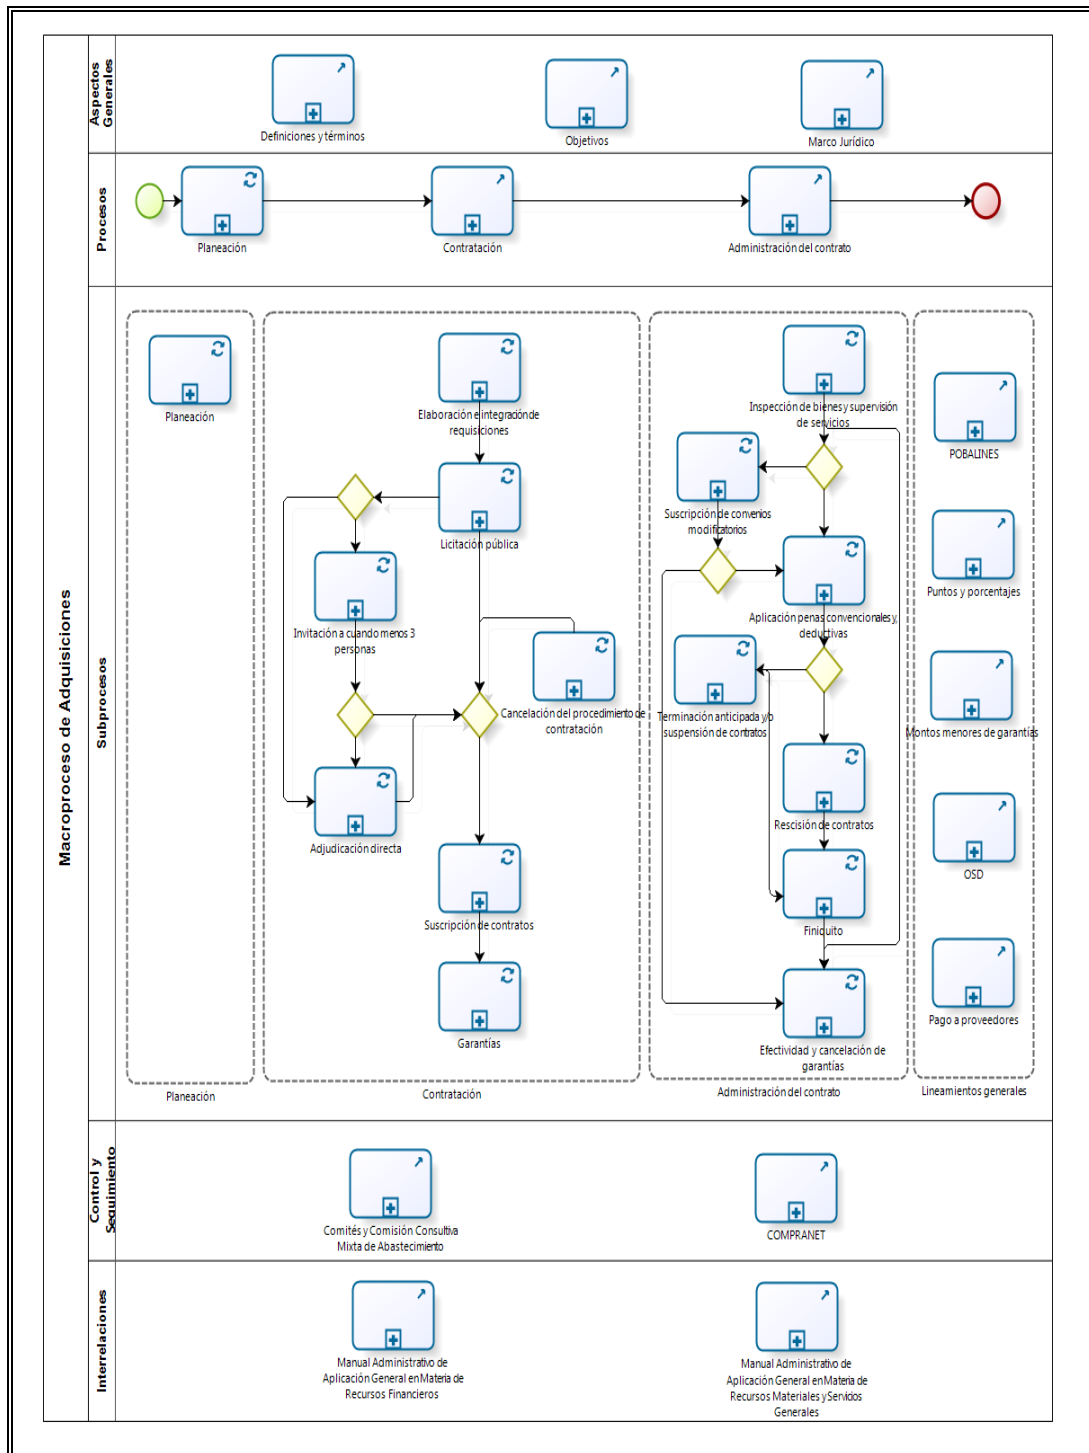 Macroproceso de Adquisiciones
Aspectos
Generales
Definiciones y términos
Objetivos
Marco Jurídico
Procesos
Planeación
Contratación
Administración del contrato
Subprocesos
Planeación
Planeación
Elaboración e integración de
requisiciones
Licitación pública
Invitación a cuando menos 3
personas
Cancelación del procedimiento de
contratación
Adjudicación directa
Suscripción de contratos
Garantías
Contratación
Inspección de bienes y supervisión
de servicios
Suscripción de convenios
modificatorios
Aplicación penas convencionales y,
deductivas
Terminación anticipada y/o
suspensión de contratos
Rescisión de contratos
Finiquito
Efectividad y cancelación de
garantías
Administración del contrato
POBALINES
Puntos y porcentajes
Montos menores de garantías
OSD
Pago a proveedores
Lineamientos generales
Control y
Seguimiento
Comités y Comisión Consultiva
Mixta de Abastecimiento
COMPRANET
Interrelaciones
Manual Administrativo de
Aplicación General en Materia de
Recursos Financieros
Manual Administrativo de
Aplicación General en Materia de
Recursos Materiales y Servicios
Generales